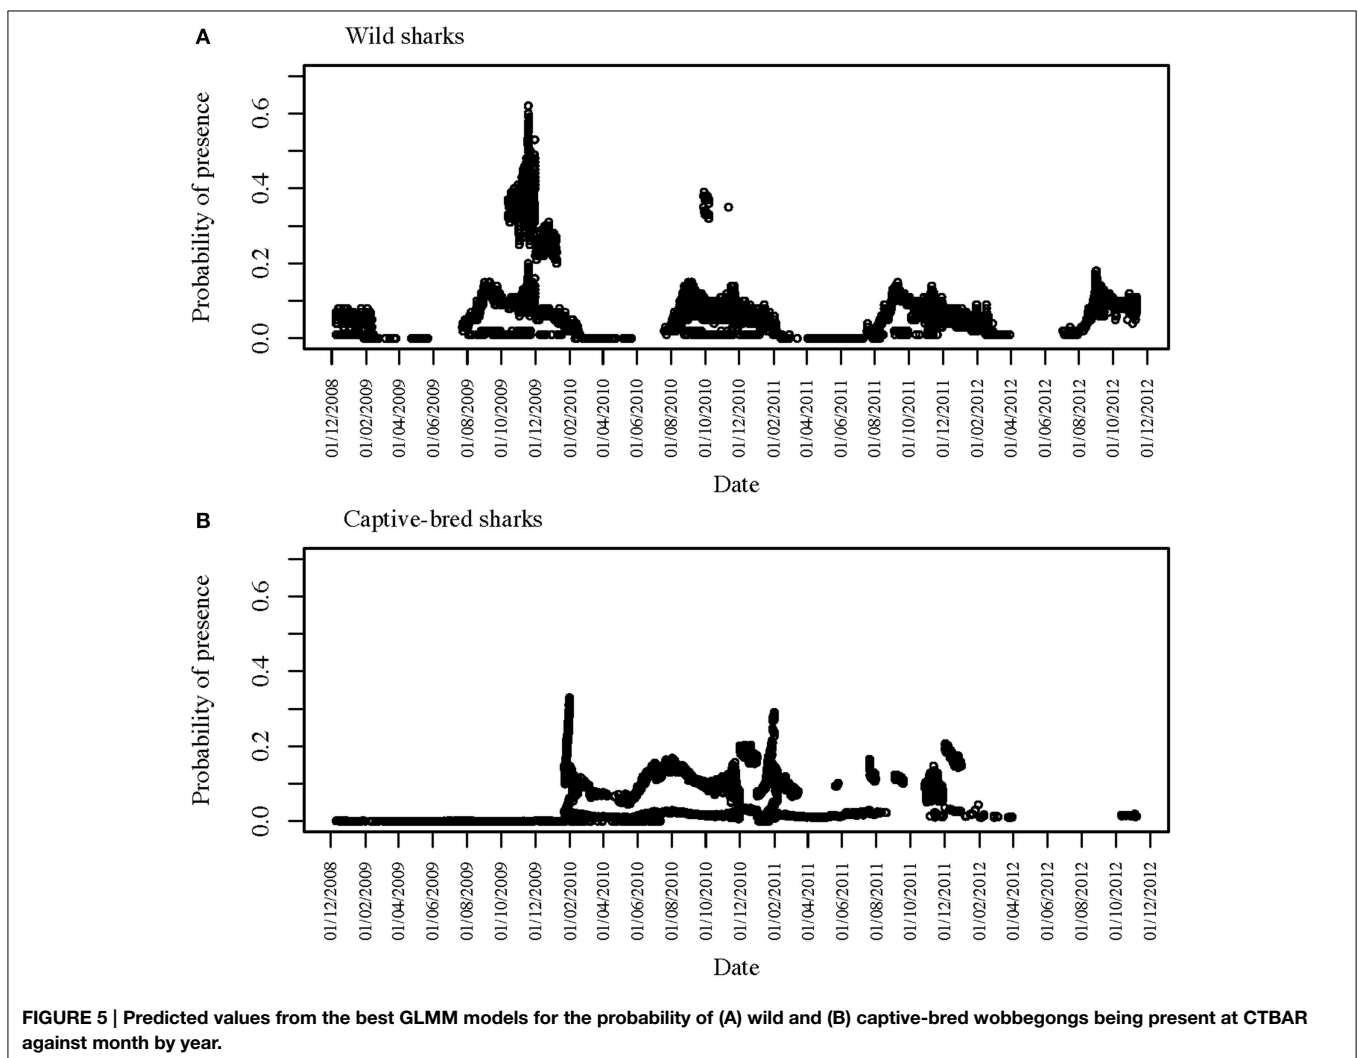 A Wild sharks
Probability of presence
0.6
0.4
0.2
0.0
01/12/2008 01/02/2009 01/04/2009 01/06/2009 01/08/2009 01/10/2009 01/12/2009 01/02/2010 01/04/2010 01/06/2010 01/08/2010 01/10/2010 01/12/2010 01/02/2011 01/04/2011 01/06/2011 01/08/2011 01/10/2011 01/12/2011 01/02/2012 01/04/2012 01/06/2012 01/08/2012 01/10/2012 01/12/2012
Date
B Captive-bred sharks
Probability of presence
0.6
0.4
0.2
0.0
01/12/2008 01/02/2009 01/04/2009 01/06/2009 01/08/2009 01/10/2009 01/12/2009 01/02/2010 01/04/2010 01/06/2010 01/08/2010 01/10/2010 01/12/2010 01/02/2011 01/04/2011 01/06/2011 01/08/2011 01/10/2011 01/12/2011 01/02/2012 01/04/2012 01/06/2012 01/08/2012 01/10/2012 01/12/2012
Date
FIGURE 5 | Predicted values from the best GLMM models for the probability of (A) wild and (B) captive-bred wobbegongs being present at CTBAR
against month by year.